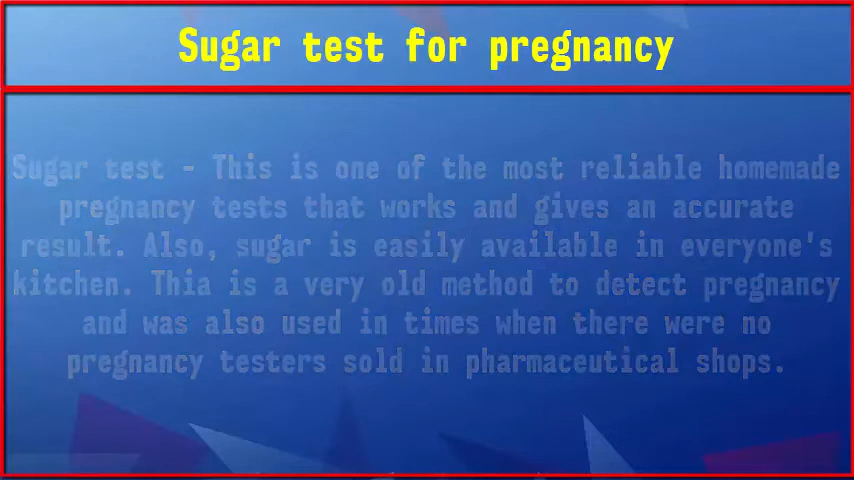 Sugar test for pregnancy
Sugar test - This is one of the most reliable homemade
pregnancy tests that works and gives an accurate
result. Also, sugar is easily available in everyone's
kitchen. Thia is a very old method to detect pregnancy
and was also used in times when there were no
pregnancy testers sold in pharmaceutical shops.